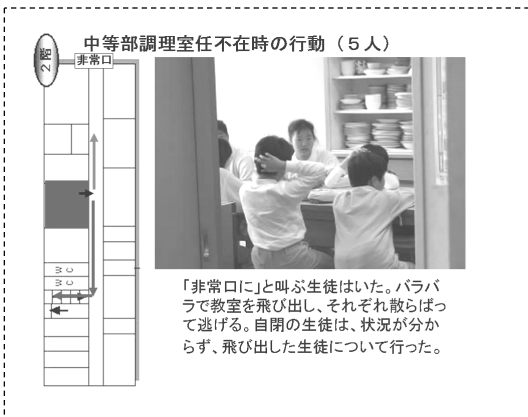 中等部調理室任不在時の行動（５人）
２階
非常口
ＷＣ
ＷＣ
「非常口に」と叫ぶ生徒はいた。バラバ
ラで教室を飛び出し、それぞれ散らばっ
て逃げる。自閉の生徒は、状況が分か
らず、飛び出した生徒について行った。